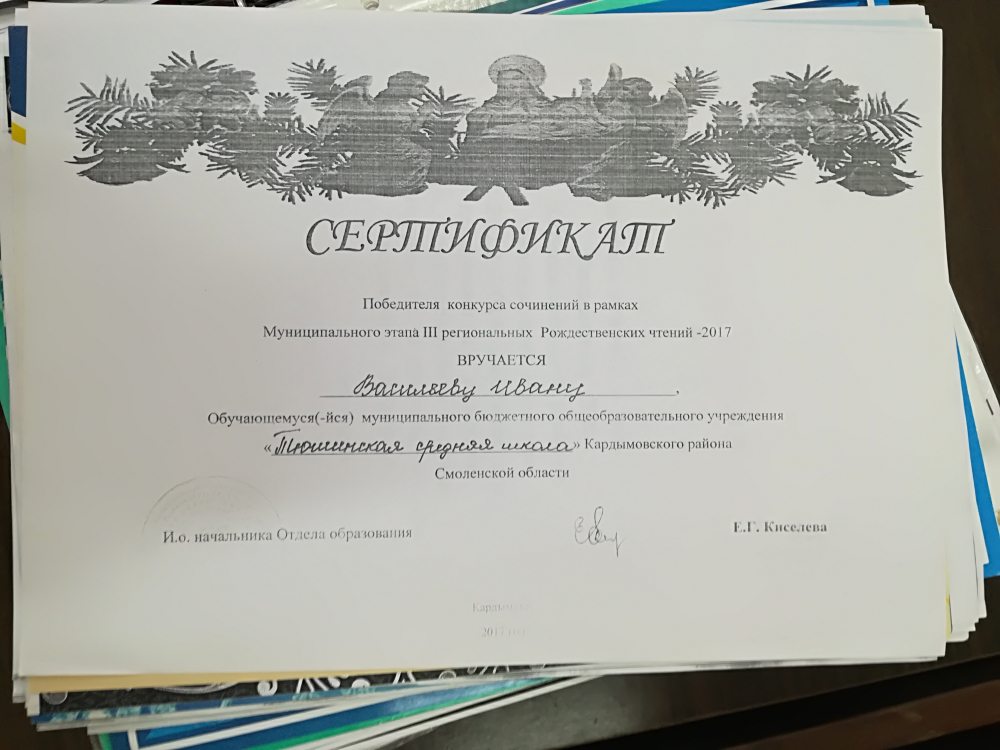 СЕРТИФИКАТ
Победителя конкурса сочинений в рамках
Муниципального этапа III региональных Рождественских чтений -2017
ВРУЧАЕТСЯ
Васильеву Ивану,
Обучающемуся(-йся) муниципального бюджетного общеобразовательного учреждения
«Тюшинская средняя школа» Кардымовского района
Смоленской области
И.о. начальника Отдела образования
Е.Г. Киселева
2017